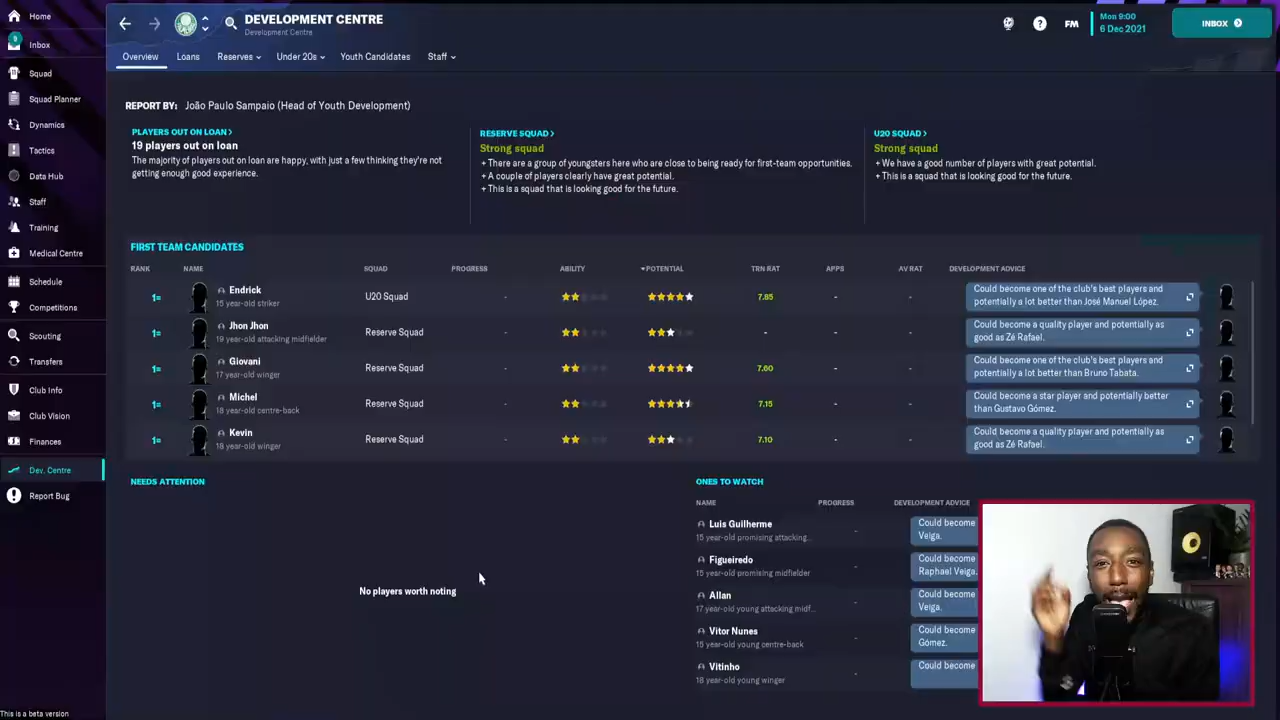 Home
DEVELOPMENT CENTRE
Development Centre
FM
Mon 9:00
6 Dec 2021
INBOX
9
Inbox
Squad
Squad Planner
Dynamics
Tactics
Data Hub
Staff
Training
Medical Centre
Schedule
Competitions
Scouting
Transfers
Club Info
Club Vision
Finances
Dev. Centre
Report Bug
This is a beta version
Overview
Loans
Reserves
Under 20s
Youth Candidates
Staff
REPORT BY: João Paulo Sampaio (Head of Youth Development)
PLAYERS OUT ON LOAN >
19 players out on loan
The majority of players out on loan are happy, with just a few thinking they're not
getting enough good experience.
RESERVE SQUAD >
Strong squad
+ There are a group of youngsters here who are close to being ready for first-team opportunities.
+ A couple of players clearly have great potential.
+ This is a squad that is looking good for the future.
U20 SQUAD >
Strong squad
+ We have a good number of players with great potential.
+ This is a squad that is looking good for the future.
FIRST TEAM CANDIDATES
RANK NAME SQUAD PROGRESS ABILITY POTENTIAL TRN RAT APPS AV RAT DEVELOPMENT ADVICE
1= Endrick U20 Squad - 7.85 - -
15 year-old striker
Could become one of the club's best players and
potentially a lot better than José Manuel López.
1= Jhon Jhon Reserve Squad - - - -
19 year-old attacking midfielder
Could become a quality player and potentially as
good as Zé Rafael.
1= Giovani Reserve Squad - 7.60 - -
17 year-old winger
Could become one of the club's best players and
potentially a lot better than Bruno Tabata.
1= Michel Reserve Squad - 7.15 - -
18 year-old centre-back
Could become a star player and potentially better
than Gustavo Gómez.
1= Kevin Reserve Squad - 7.10 - -
18 year-old winger
Could become a quality player and potentially as
good as Zé Rafael.
NEEDS ATTENTION
No players worth noting
ONES TO WATCH
NAME PROGRESS DEVELOPMENT ADVICE
Luis Guilherme -
15 year-old promising attacking...
Could become
Veiga.
Figueiredo -
15 year-old promising midfielder
Could become
Raphael Veiga.
Allan -
17 year-old young attacking midf...
Could become
Veiga.
Vitor Nunes -
15 year-old young centre-back
Could become
Gómez.
Vitinho -
18 year-old young winger
Could become